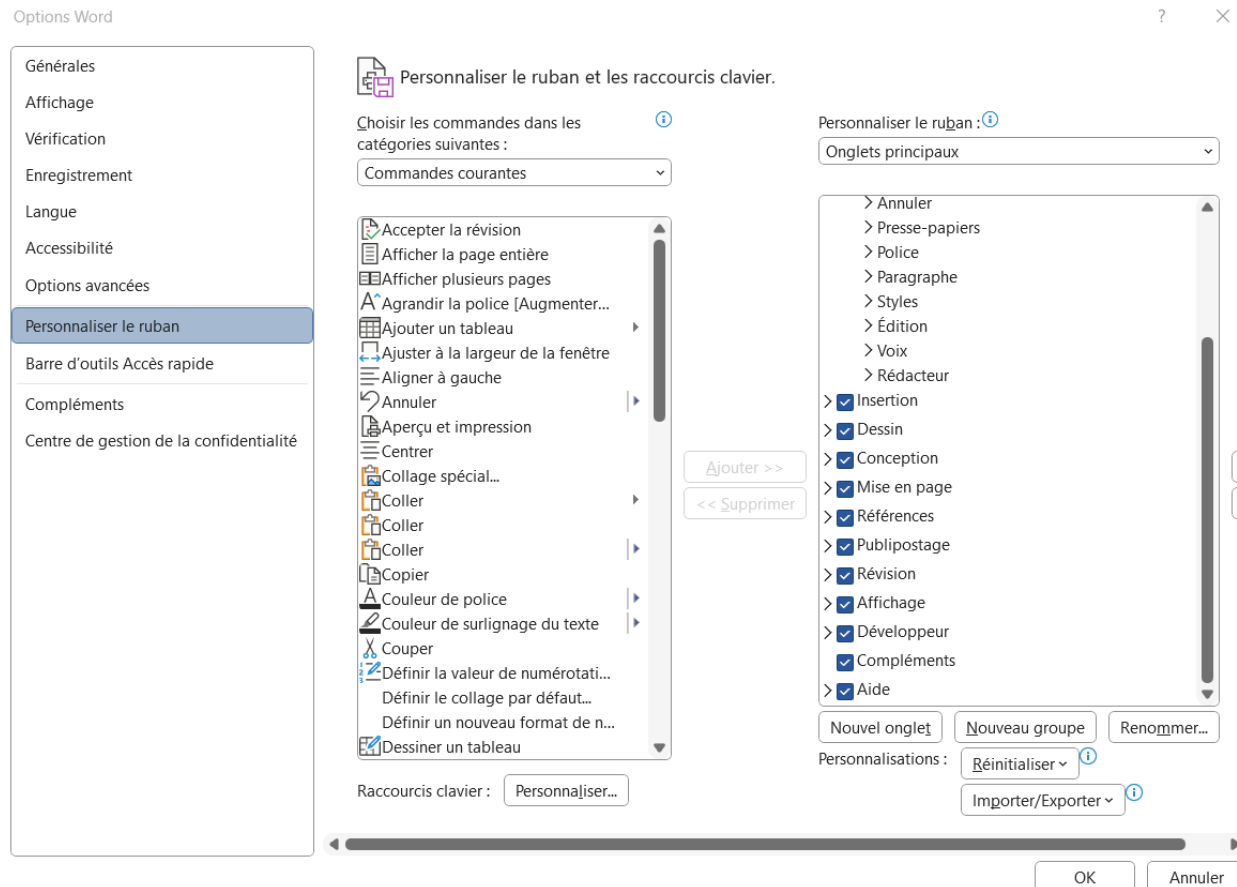 Options Word
?
Générales
Affichage
Vérification
Enregistrement
Langue
Accessibilité
Options avancées
Personnaliser le ruban
Barre d’outils Accès rapide
Compléments
Centre de gestion de la confidentialité
Personnaliser le ruban et les raccourcis clavier.
Choisir les commandes dans les
catégories suivantes :
Commandes courantes
Accepter la révision
Afficher la page entière
Afficher plusieurs pages
Agrandir la police [Augmenter...
Ajouter un tableau
Ajuster à la largeur de la fenêtre
Aligner à gauche
Annuler
Aperçu et impression
Centrer
Collage spécial...
Coller
Coller
Coller
Copier
Couleur de police
Couleur de surlignage du texte
Couper
Définir la valeur de numérotati...
Définir le collage par défaut...
Définir un nouveau format de n...
Dessiner un tableau
Raccourcis clavier :
Personnaliser...
Ajouter >>
<< Supprimer
Personnaliser le ruban :
Onglets principaux
Annuler
Presse-papiers
Police
Paragraphe
Styles
Édition
Voix
Rédacteur
Insertion
Dessin
Conception
Mise en page
Références
Publipostage
Révision
Affichage
Développeur
Compléments
Aide
Nouvel onglet
Nouveau groupe
Renommer...
Personnalisations :
Réinitialiser
Importer/Exporter
OK
Annuler